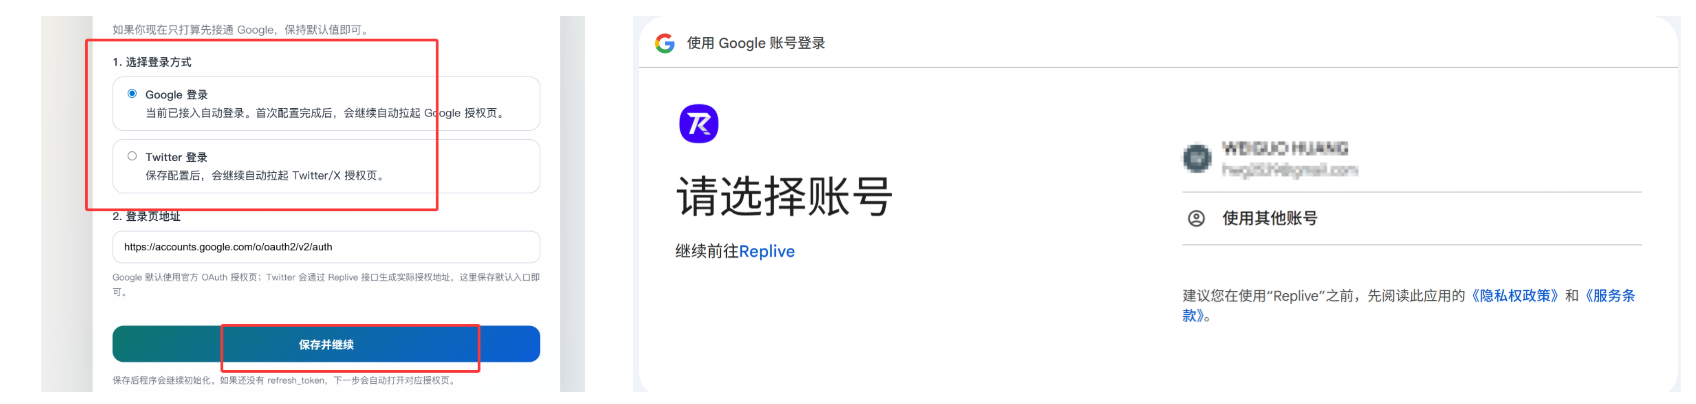 如果你现在只打算先接通 Google，保持默认值即可。
1. 选择登录方式
Google 登录
当前已接入自动登录。首次配置完成后，会继续自动拉起 Google 授权页。
Twitter 登录
保存配置后，会继续自动拉起 Twitter/X 授权页。
2. 登录页地址
https://accounts.google.com/o/oauth2/v2/auth
Google 默认使用官方 OAuth 授权页；Twitter 会通过 Replive 接口生成实际授权地址，这里保存默认入口即
可。
保存并继续
保存后程序会继续初始化。如果还没有 refresh_token，下一步会自动打开对应授权页。
使用 Google 账号登录
请选择账号
继续前往Replive
WEIGUO HUANG
使用其他账号
建议您在使用“Replive”之前，先阅读此应用的《隐私权政策》和《服务条
款》。